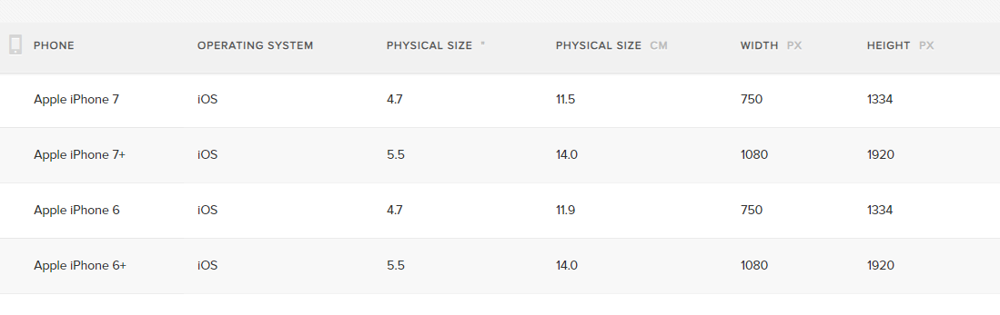 PHONE OPERATING SYSTEM PHYSICAL SIZE " PHYSICAL SIZE CM WIDTH PX HEIGHT PX
Apple iPhone 7 iOS 4.7 11.5 750 1334
Apple iPhone 7+ iOS 5.5 14.0 1080 1920
Apple iPhone 6 iOS 4.7 11.9 750 1334
Apple iPhone 6+ iOS 5.5 14.0 1080 1920